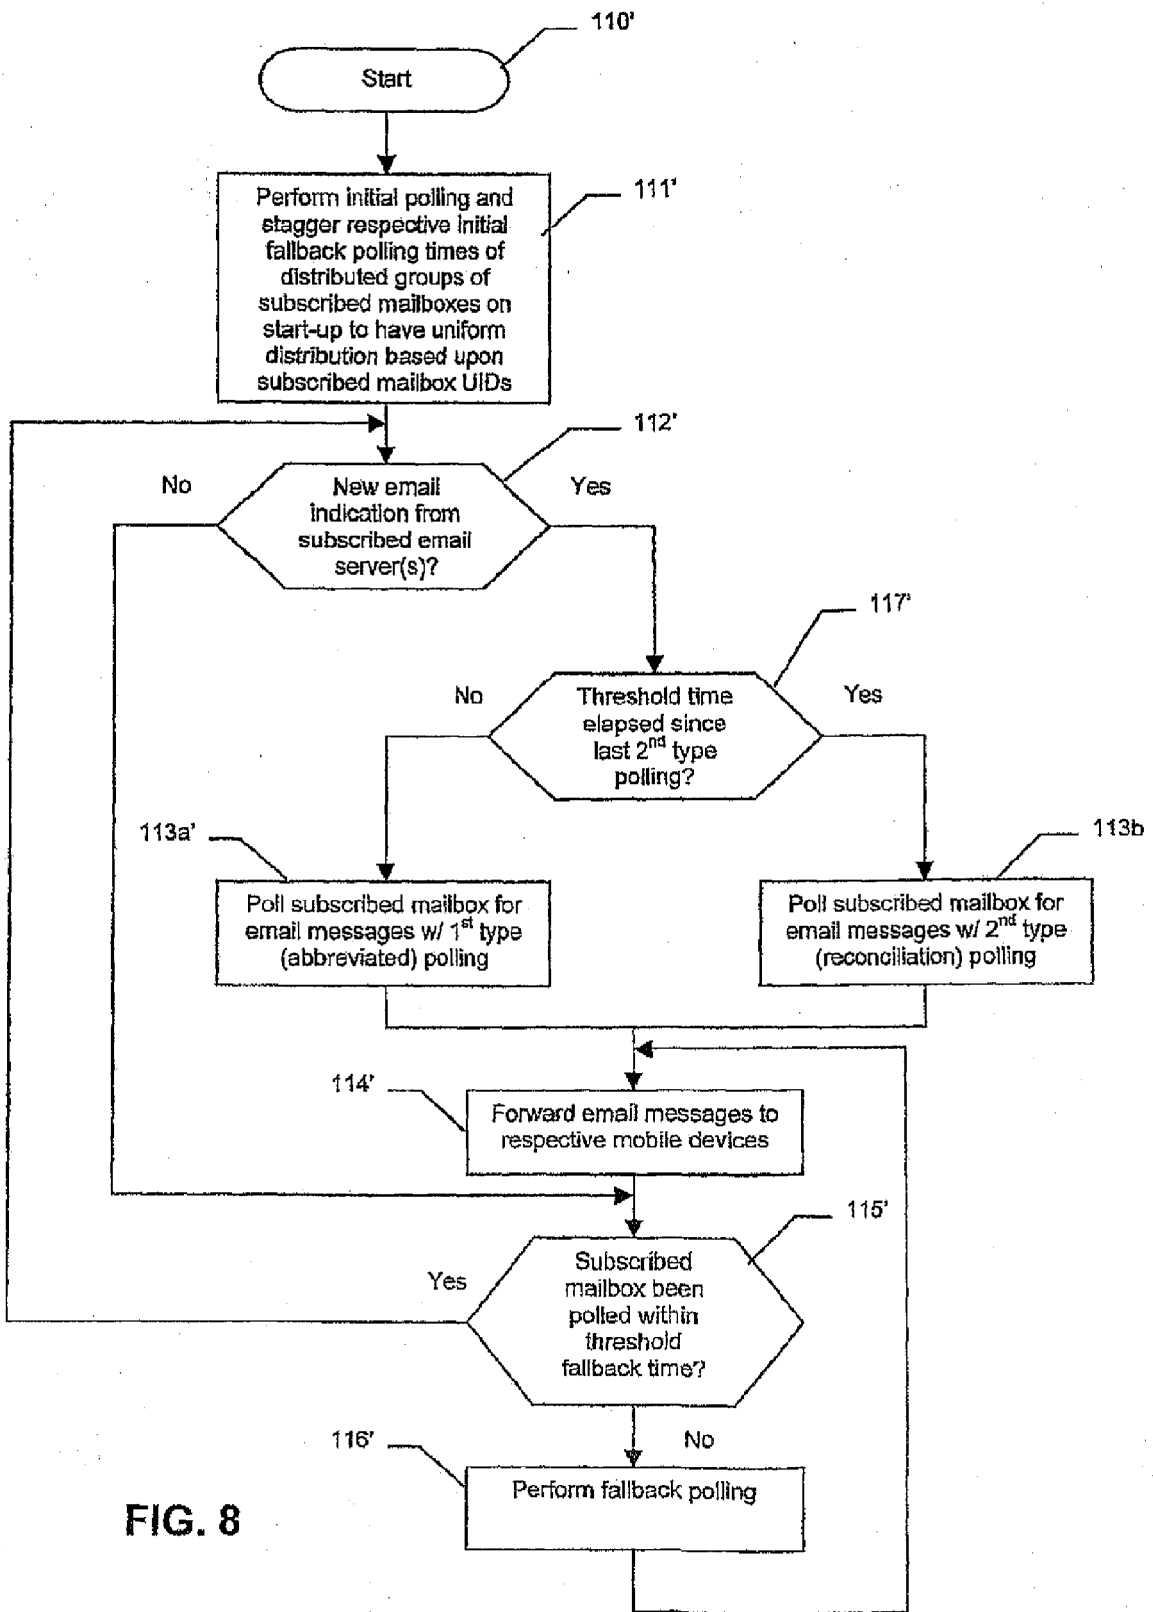 110'
Start
111'
Perform initial polling and
stagger respective initial
fallback polling times of
distributed groups of
subscribed mailboxes on
start-up to have uniform
distribution based upon
subscribed mailbox UIDs
112'
No
New email
indication from
subscribed email
server(s)?
Yes
117'
No
Threshold time
elapsed since
last 2nd type
polling?
Yes
113a'
113b
Poll subscribed mailbox for
email messages w/ 1st type
(abbreviated) polling
Poll subscribed mailbox for
email messages w/ 2nd type
(reconciliation) polling
114'
Forward email messages to
respective mobile devices
115'
Yes
Subscribed
mailbox been
polled within
threshold
fallback time?
No
116'
Perform fallback polling
FIG. 8